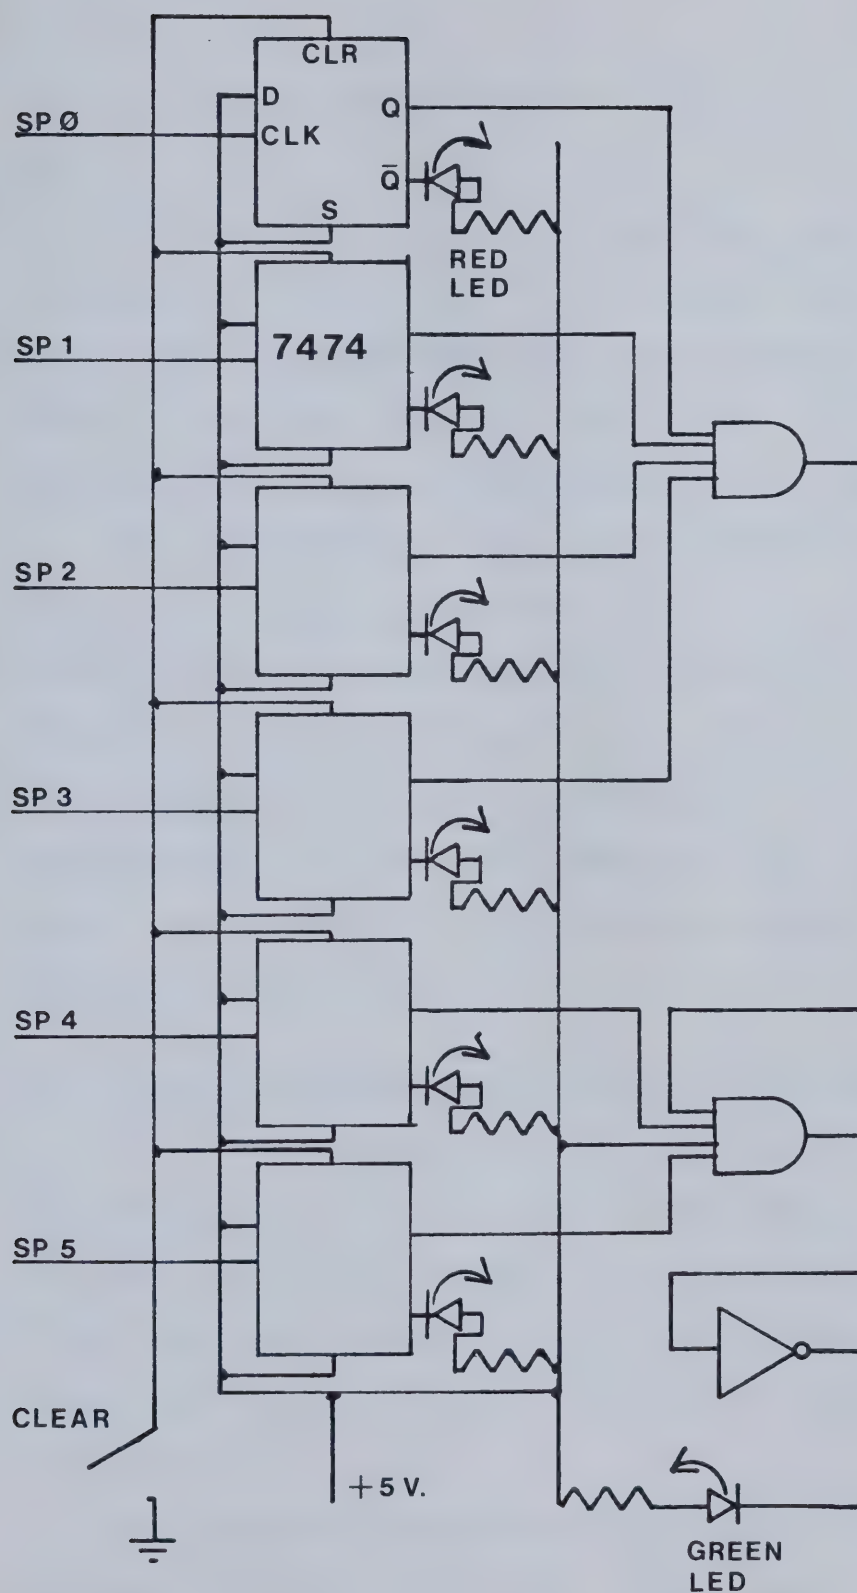 CLR
D
Q
SP Ø
CLK
Q̅
S
RED
LED
SP 1
7474
SP 2
SP 3
SP 4
SP 5
CLEAR
+5 V.
GREEN
LED